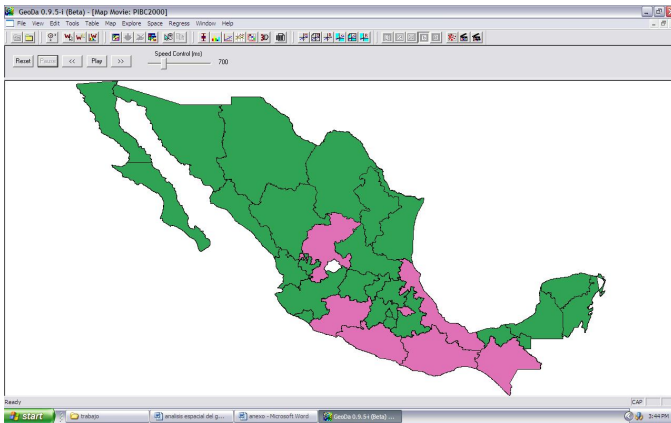 GeoDa 0.9.5-i (Beta) - [Map Movie: PIBC2000]
File View Edit Tools Table Map Explore Space Regress Window Help
3D
Reset Pause << Play >> Speed Control (ms) 700
Ready CAP
start trabajo analisis espacial del g... anexo - Microsoft Word GeoDa 0.9.5-i (Beta) ... 3:44 PM